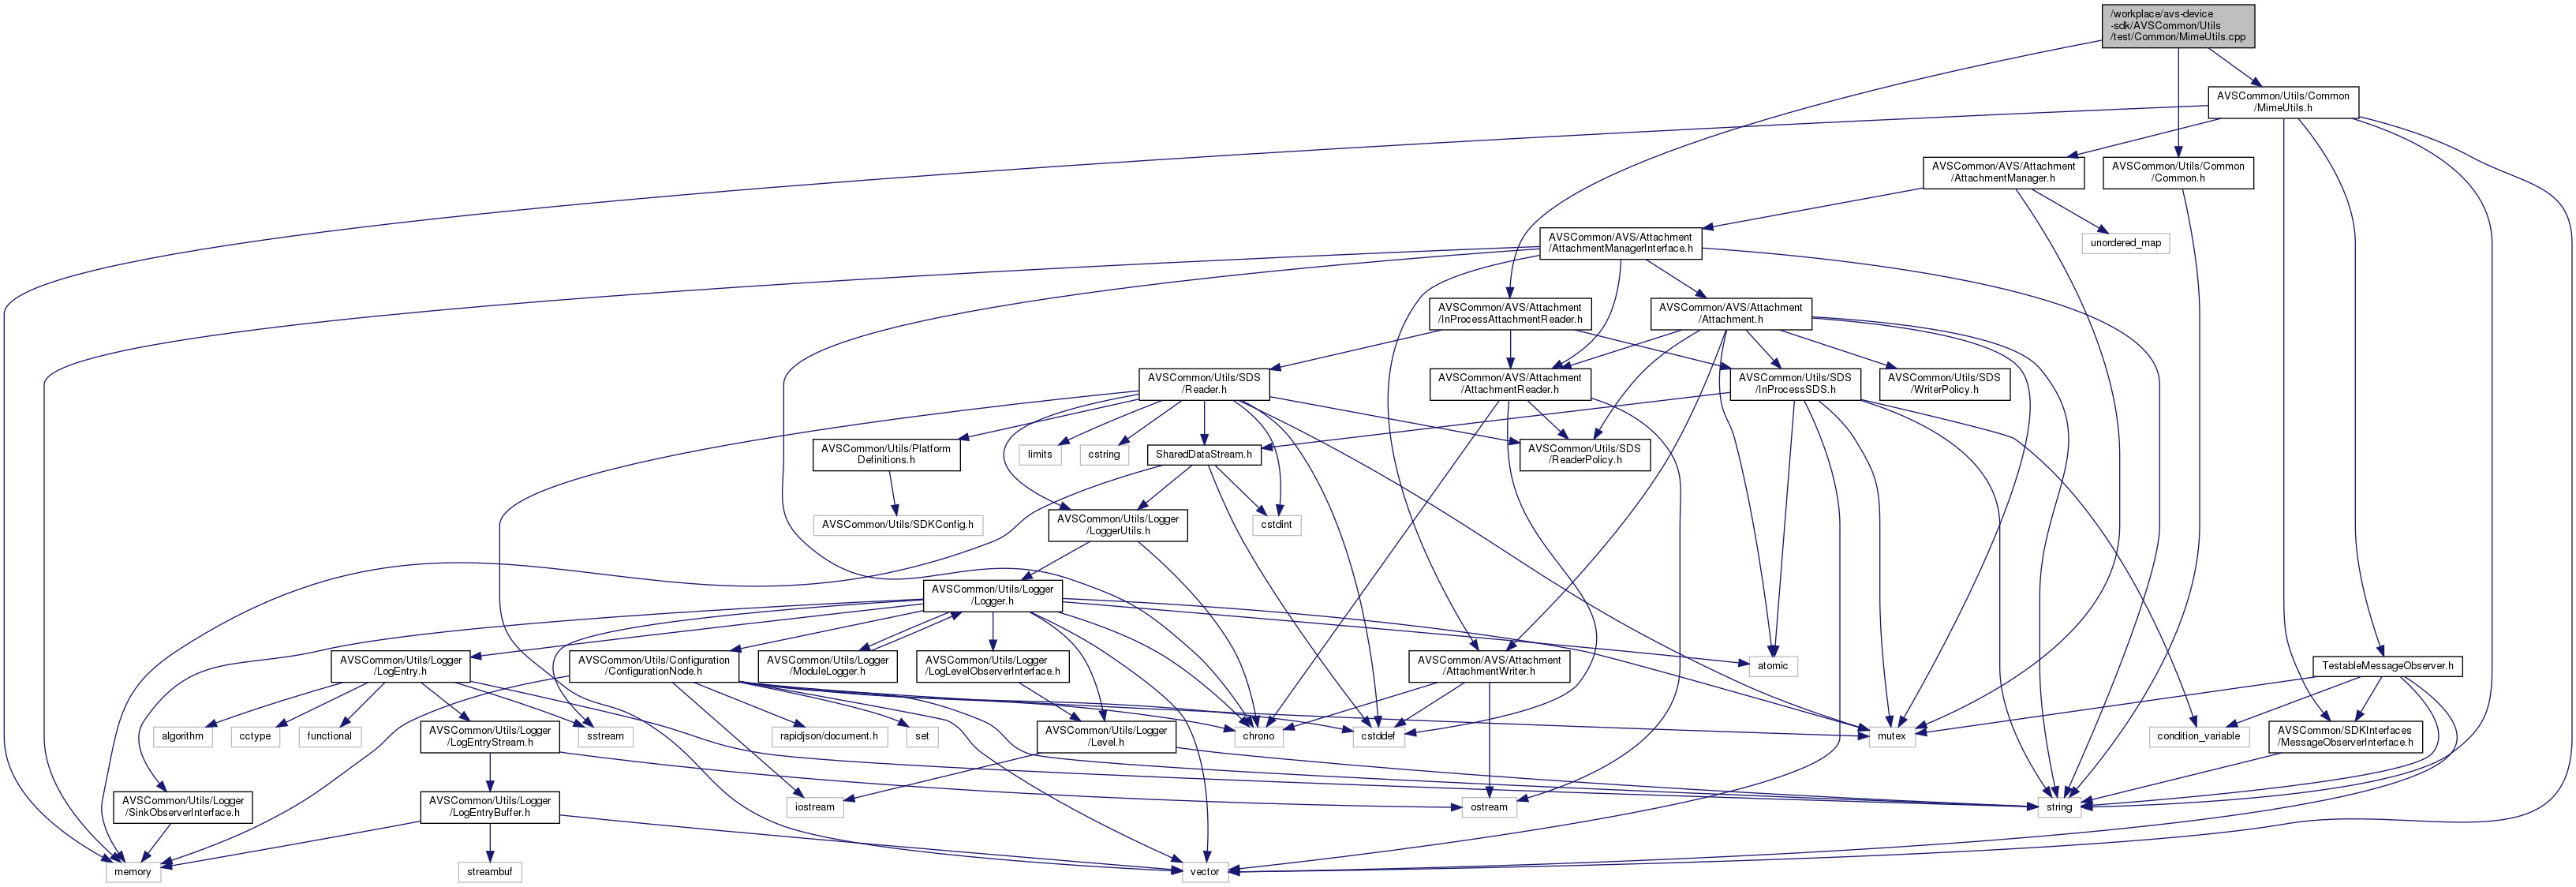 /workplace/avs-device
-sdk/AVSCommon/Utils
/test/Common/MimeUtils.cpp
AVSCommon/Utils/Common
/MimeUtils.h
AVSCommon/AVS/Attachment
/AttachmentManager.h
AVSCommon/Utils/Common
/Common.h
AVSCommon/AVS/Attachment
/AttachmentManagerInterface.h
unordered_map
AVSCommon/AVS/Attachment
/InProcessAttachmentReader.h
AVSCommon/AVS/Attachment
/Attachment.h
AVSCommon/Utils/SDS
/Reader.h
AVSCommon/AVS/Attachment
/AttachmentReader.h
AVSCommon/Utils/SDS
/InProcessSDS.h
AVSCommon/Utils/SDS
/WriterPolicy.h
AVSCommon/Utils/Platform
Definitions.h
limits
cstring
SharedDataStream.h
AVSCommon/Utils/SDS
/ReaderPolicy.h
AVSCommon/Utils/SDKConfig.h
AVSCommon/Utils/Logger
/LoggerUtils.h
cstdint
AVSCommon/Utils/Logger
/Logger.h
AVSCommon/Utils/Logger
/LogEntry.h
AVSCommon/Utils/Configuration
/ConfigurationNode.h
AVSCommon/Utils/Logger
/ModuleLogger.h
AVSCommon/Utils/Logger
/LogLevelObserverInterface.h
AVSCommon/AVS/Attachment
/AttachmentWriter.h
atomic
TestableMessageObserver.h
algorithm
cctype
functional
AVSCommon/Utils/Logger
/LogEntryStream.h
sstream
rapidjson/document.h
set
AVSCommon/Utils/Logger
/Level.h
chrono
cstddef
mutex
condition_variable
AVSCommon/SDKInterfaces
/MessageObserverInterface.h
AVSCommon/Utils/Logger
/SinkObserverInterface.h
AVSCommon/Utils/Logger
/LogEntryBuffer.h
iostream
ostream
string
memory
streambuf
vector